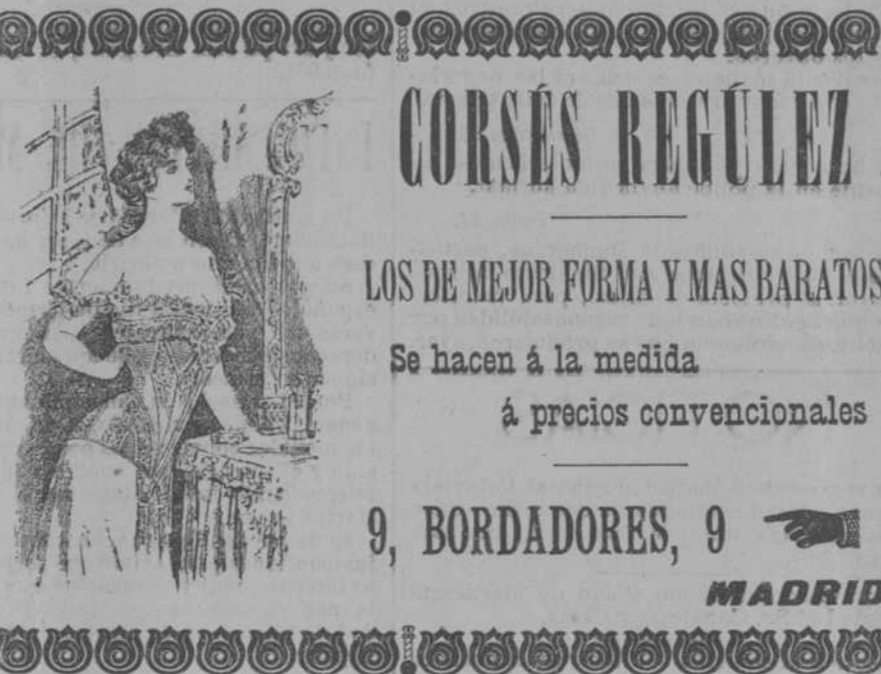 CORSÉS REGÚLEZ
LOS DE MEJOR FORMA Y MAS BARATOS
Se hacen á la medida
á precios convencionales
9, BORDADORES, 9
MADRID